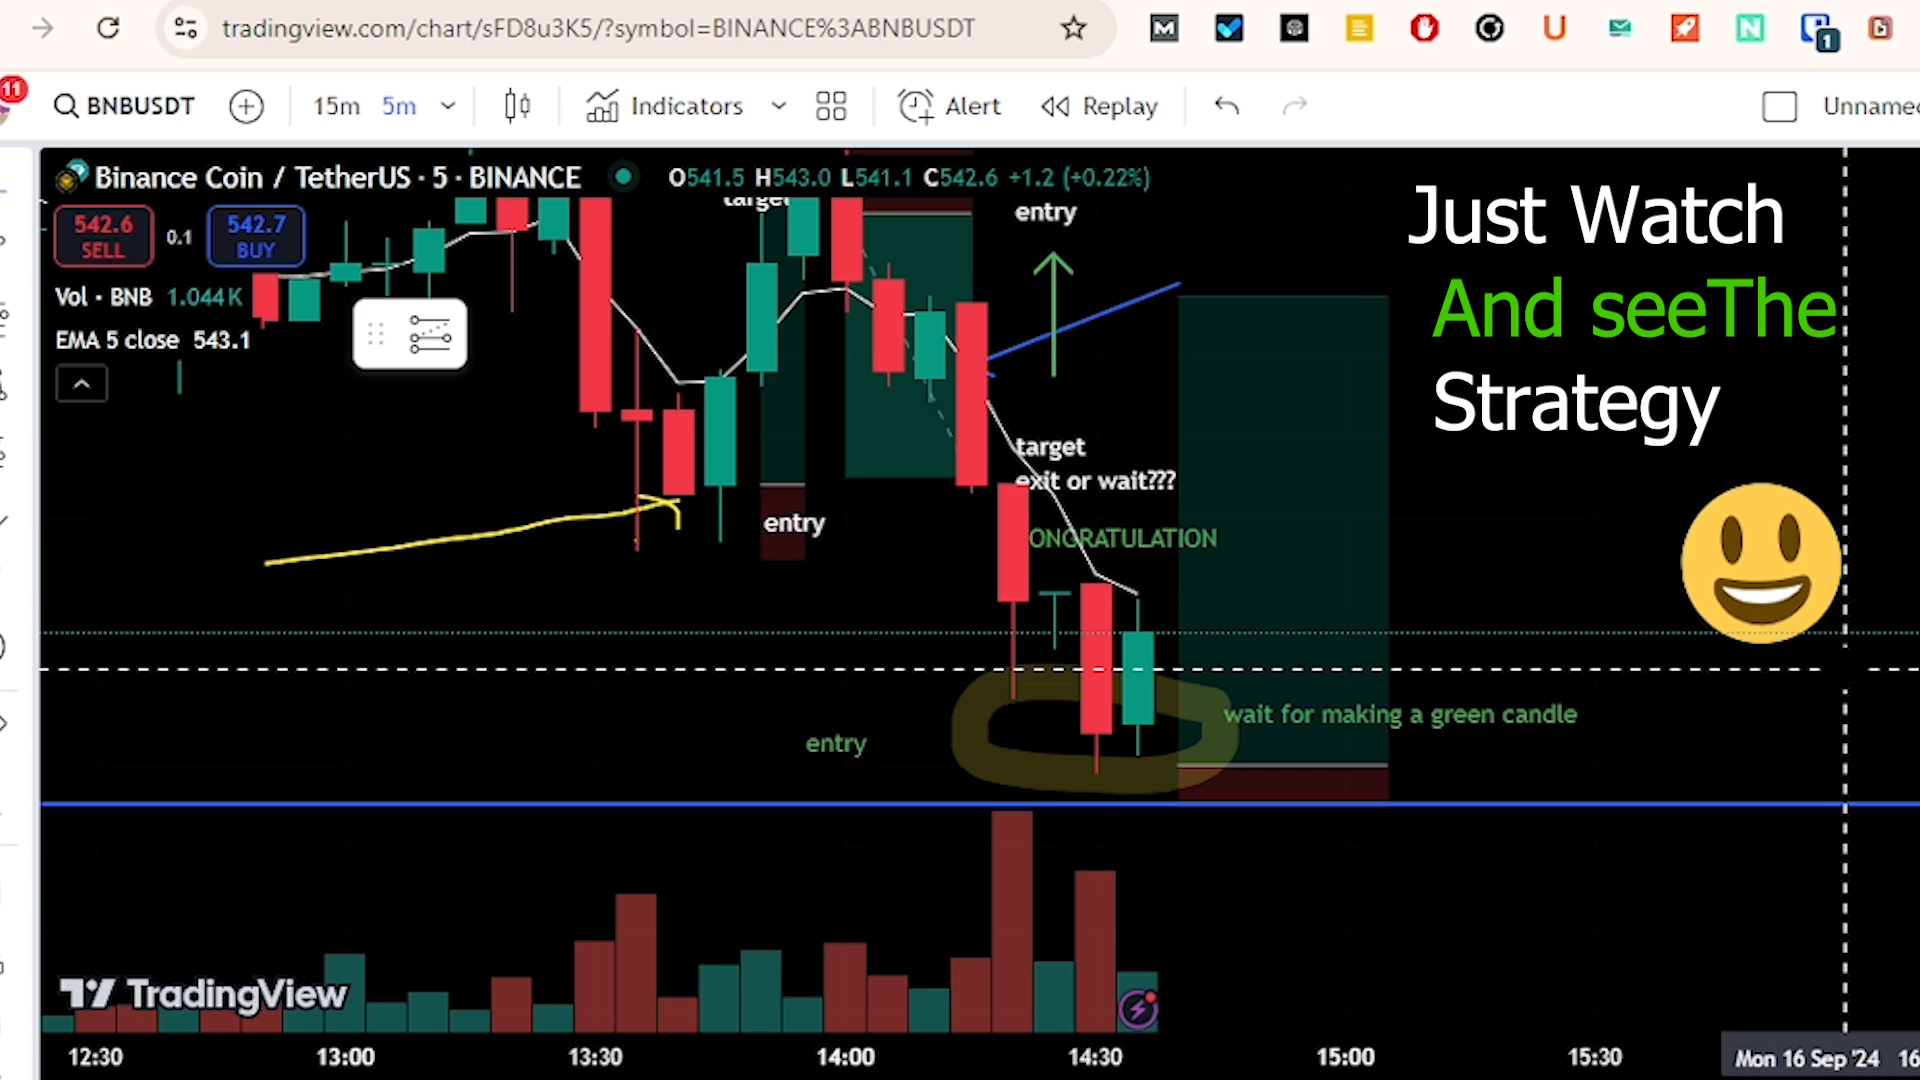 tradingview.com/chart/sFD8u3K5/?symbol=BINANCE%3ABNBUSDT
1
11
BNBUSDT 15m 5m Indicators Alert Replay
Binance Coin / TetherUS · 5 · BINANCE O541.5 H543.0 L541.1 C542.6 +1.2 (+0.22%)
542.6 SELL 0.1 542.7 BUY
Vol · BNB 1.044K
EMA 5 close 543.1
target
entry
Just Watch
And seeThe
Strategy
target
exit or wait???
entry
ONGRATULATION
wait for making a green candle
entry
TradingView
12:30 13:00 13:30 14:00 14:30 15:00 15:30 Mon 16 Sep '24 16